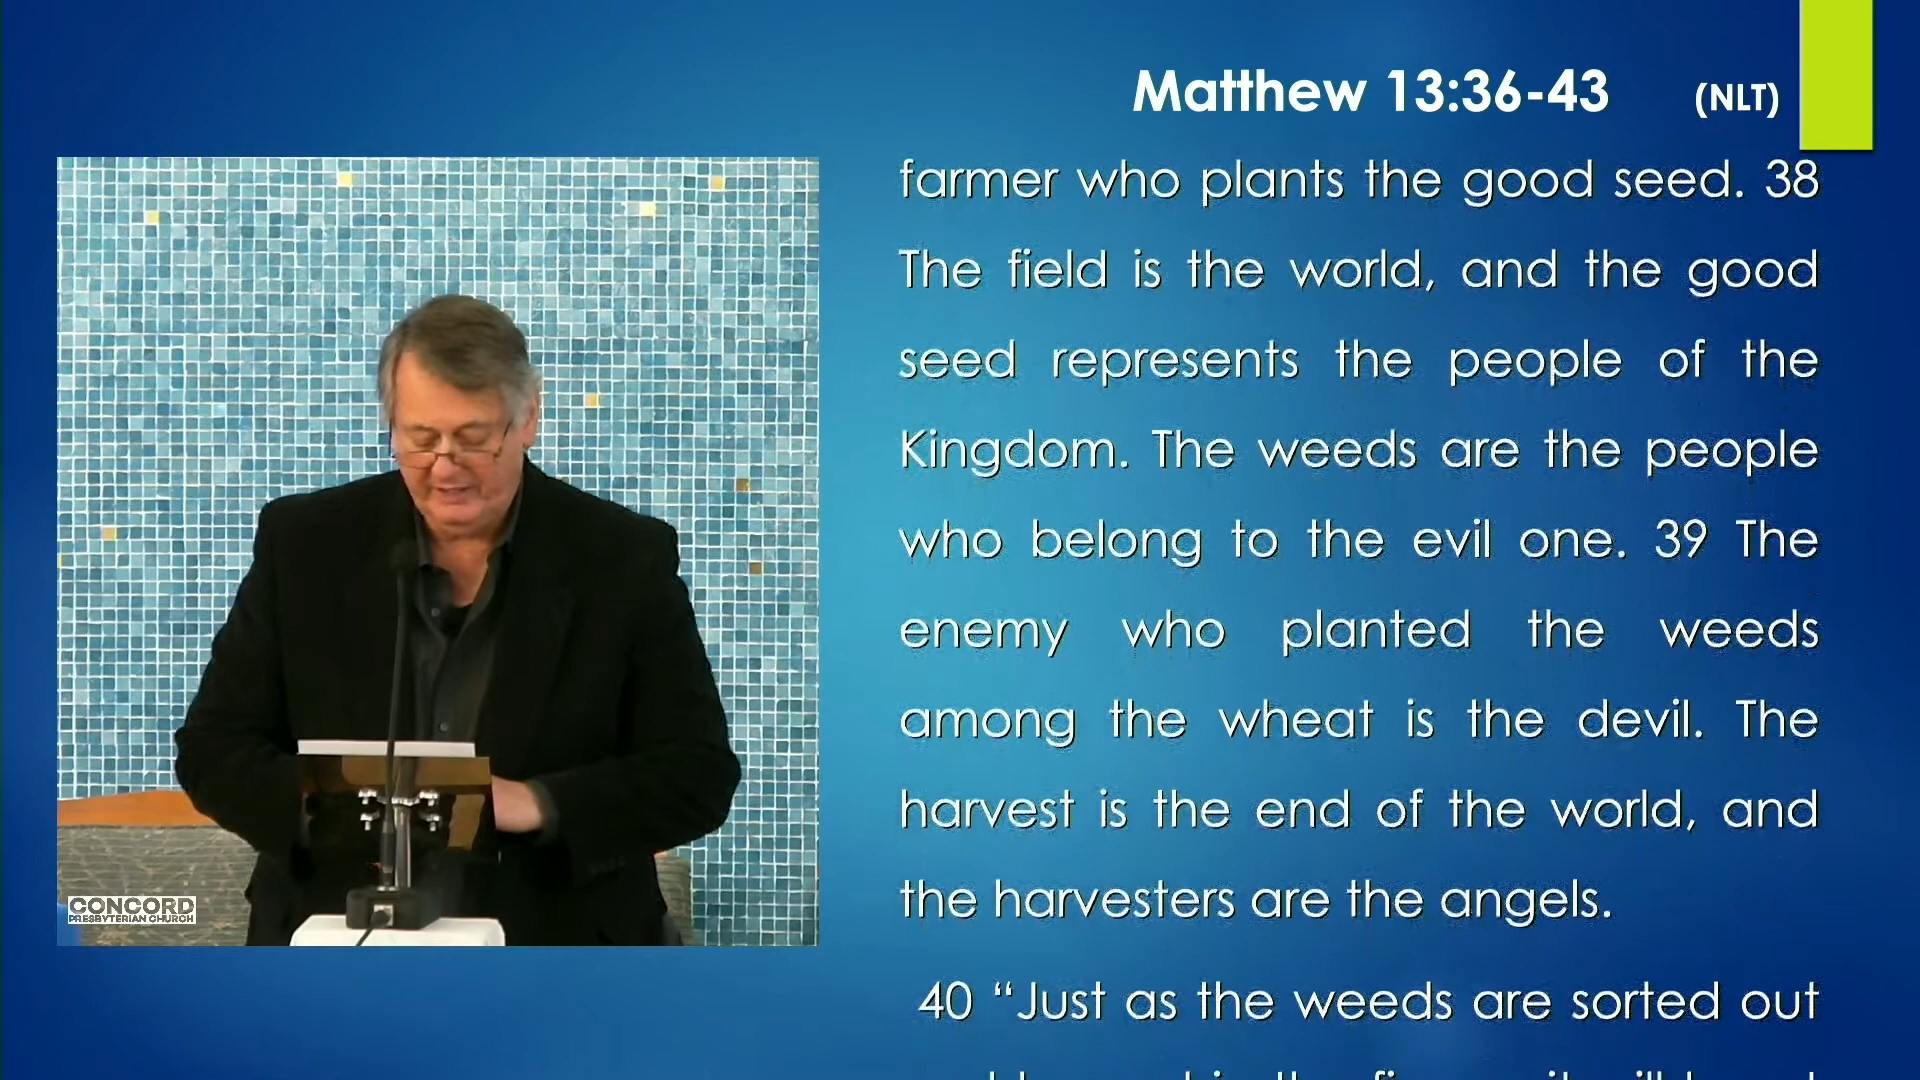 Matthew 13:36-43 (NLT)
farmer who plants the good seed. 38
The field is the world, and the good
seed represents the people of the
Kingdom. The weeds are the people
who belong to the evil one. 39 The
enemy who planted the weeds
among the wheat is the devil. The
harvest is the end of the world, and
the harvesters are the angels.
40 “Just as the weeds are sorted out
CONCORD
PRESBYTERIAN CHURCH